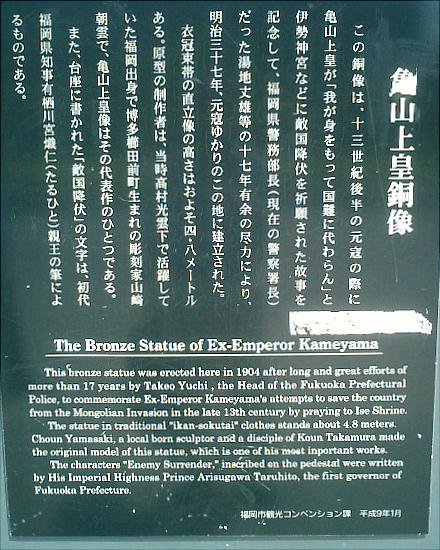 亀山上皇銅像
この銅像は、十三世紀後半の元寇の際に
亀山上皇が「我が身をもって国難に代わらん」と
伊勢神宮などに敵国降伏を祈願された故事を
記念して、福岡県警務部長（現在の警察署長）
だった湯地丈雄等の十七年有余の尽力により、
明治三十七年、元寇ゆかりのこの地に建立された。
衣冠束帯の直立像の高さはおよそ四・八メートル
ある。原型の制作者は、当時高村光雲下で活躍して
いた福岡出身で博多櫛田前町生まれの彫刻家山崎
朝雲で、亀山上皇像はその代表作のひとつである。
また、台座に書かれた「敵国降伏」の文字は、初代
福岡県知事有栖川宮熾仁（たるひと）親王の筆によ
るものである。
The Bronze Statue of Ex-Emperor Kameyama
This bronze statue was erected here in 1904 after long and great efforts of
more than 17 years by Takeo Yuchi , the Head of the Fukuoka Prefectural
Police, to commemorate Ex-Emperor Kameyama's attempts to save the country
from the Mongolian Invasion in the late 13th century by praying to Ise Shrine.
The statue in traditional "ikan-sokutai" clothes stands about 4.8 meters.
Choun Yamasaki, a local born sculptor and a disciple of Koun Takamura made
the original model of this statue, which is one of his most inportant works.
The characters "Enemy Surrender," inscribed on the pedestal were written
by His Imperial Highness Prince Arisugawa Taruhito, the first governor of
Fukuoka Prefecture.
福岡市観光コンベンション課　平成9年1月